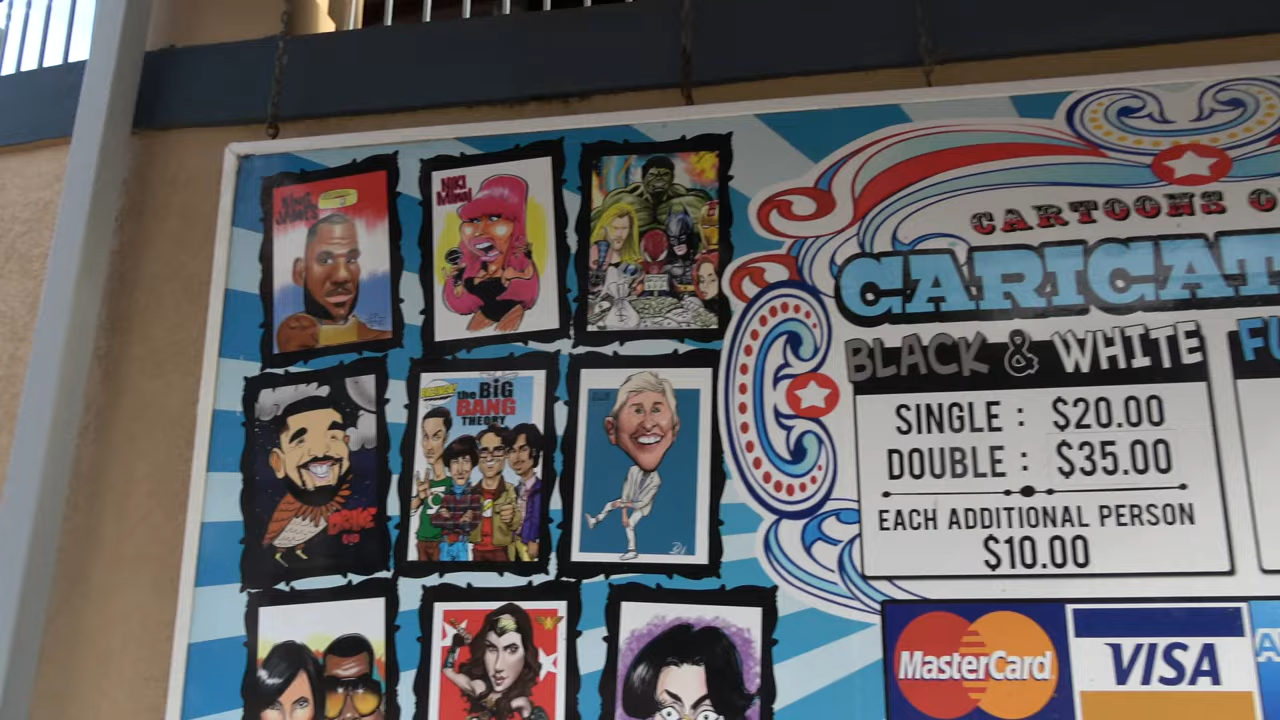 KING
JAMES
NIKI
Minaj
the BiG
BANG
THEORY
DRAKE
CARTOONS O
CARICAT
BLACK & WHITE
FU
SINGLE : $20.00
DOUBLE : $35.00
EACH ADDITIONAL PERSON
$10.00
MasterCard
VISA
A